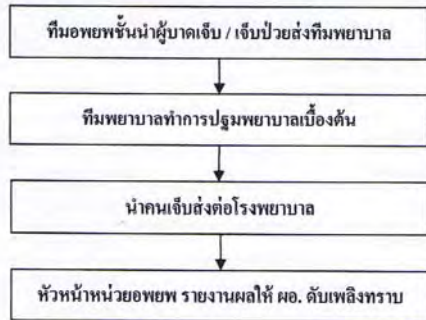 ทีมอพยพชั้นนำผู้บาดเจ็บ / เจ็บป่วยส่งทีมพยาบาล
ทีมพยาบาลทำการปฐมพยาบาลเบื้องต้น
นำคนเจ็บส่งต่อโรงพยาบาล
หัวหน้าหน่วยอพยพ รายงานผลให้ ผอ. ดับเพลิงทราบ